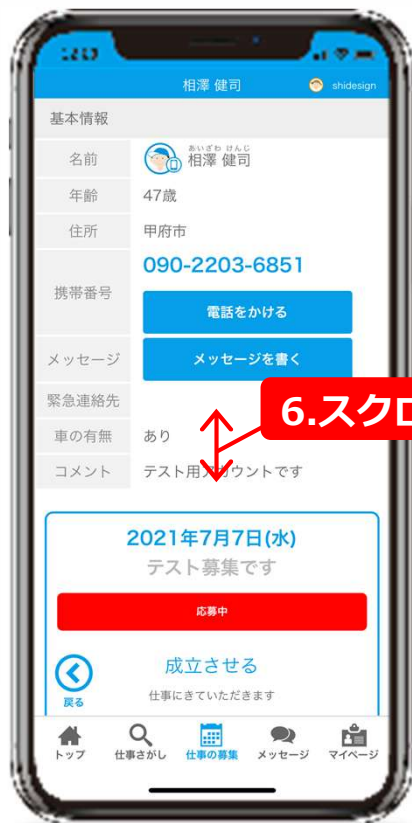 相澤 健司
shidesign
基本情報
名前
あいざわ けんじ
相澤 健司
年齢
47歳
住所
甲府市
携帯番号
090-2203-6851
電話をかける
メッセージ
メッセージを書く
緊急連絡先
6.スクロ
車の有無
あり
コメント
テスト用アカウントです
2021年7月7日(水)
テスト募集です
応募中
成立させる
戻る
仕事にきていただきます
トップ
仕事さがし
仕事の募集
メッセージ
マイページ